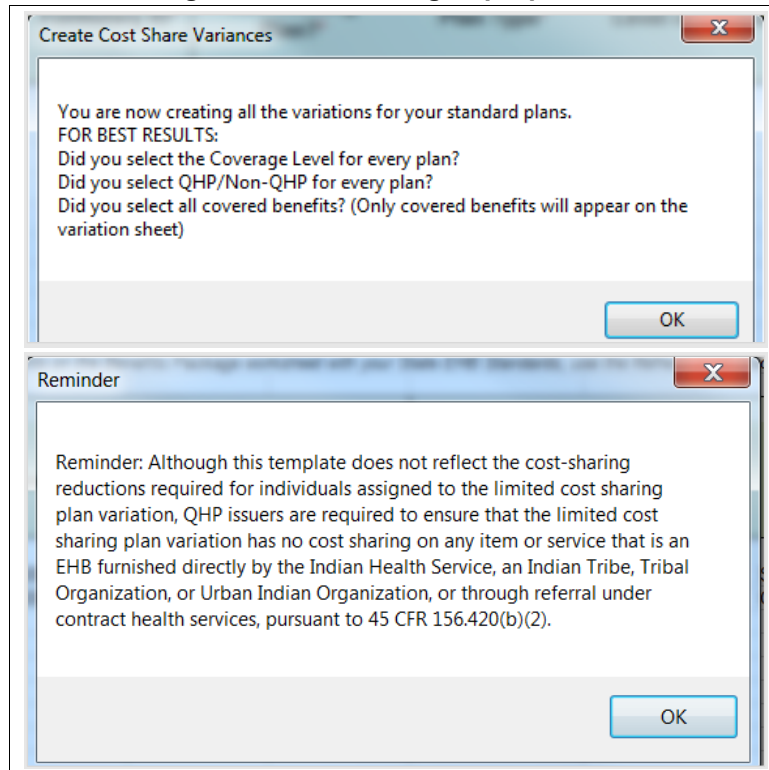 Create Cost Share Variances
X
You are now creating all the variations for your standard plans.
FOR BEST RESULTS:
Did you select the Coverage Level for every plan?
Did you select QHP/Non-QHP for every plan?
Did you select all covered benefits? (Only covered benefits will appear on the
variation sheet)
OK
Reminder
X
Reminder: Although this template does not reflect the cost-sharing
reductions required for individuals assigned to the limited cost sharing
plan variation, QHP issuers are required to ensure that the limited cost
sharing plan variation has no cost sharing on any item or service that is an
EHB furnished directly by the Indian Health Service, an Indian Tribe, Tribal
Organization, or Urban Indian Organization, or through referral under
contract health services, pursuant to 45 CFR 156.420(b)(2).
OK